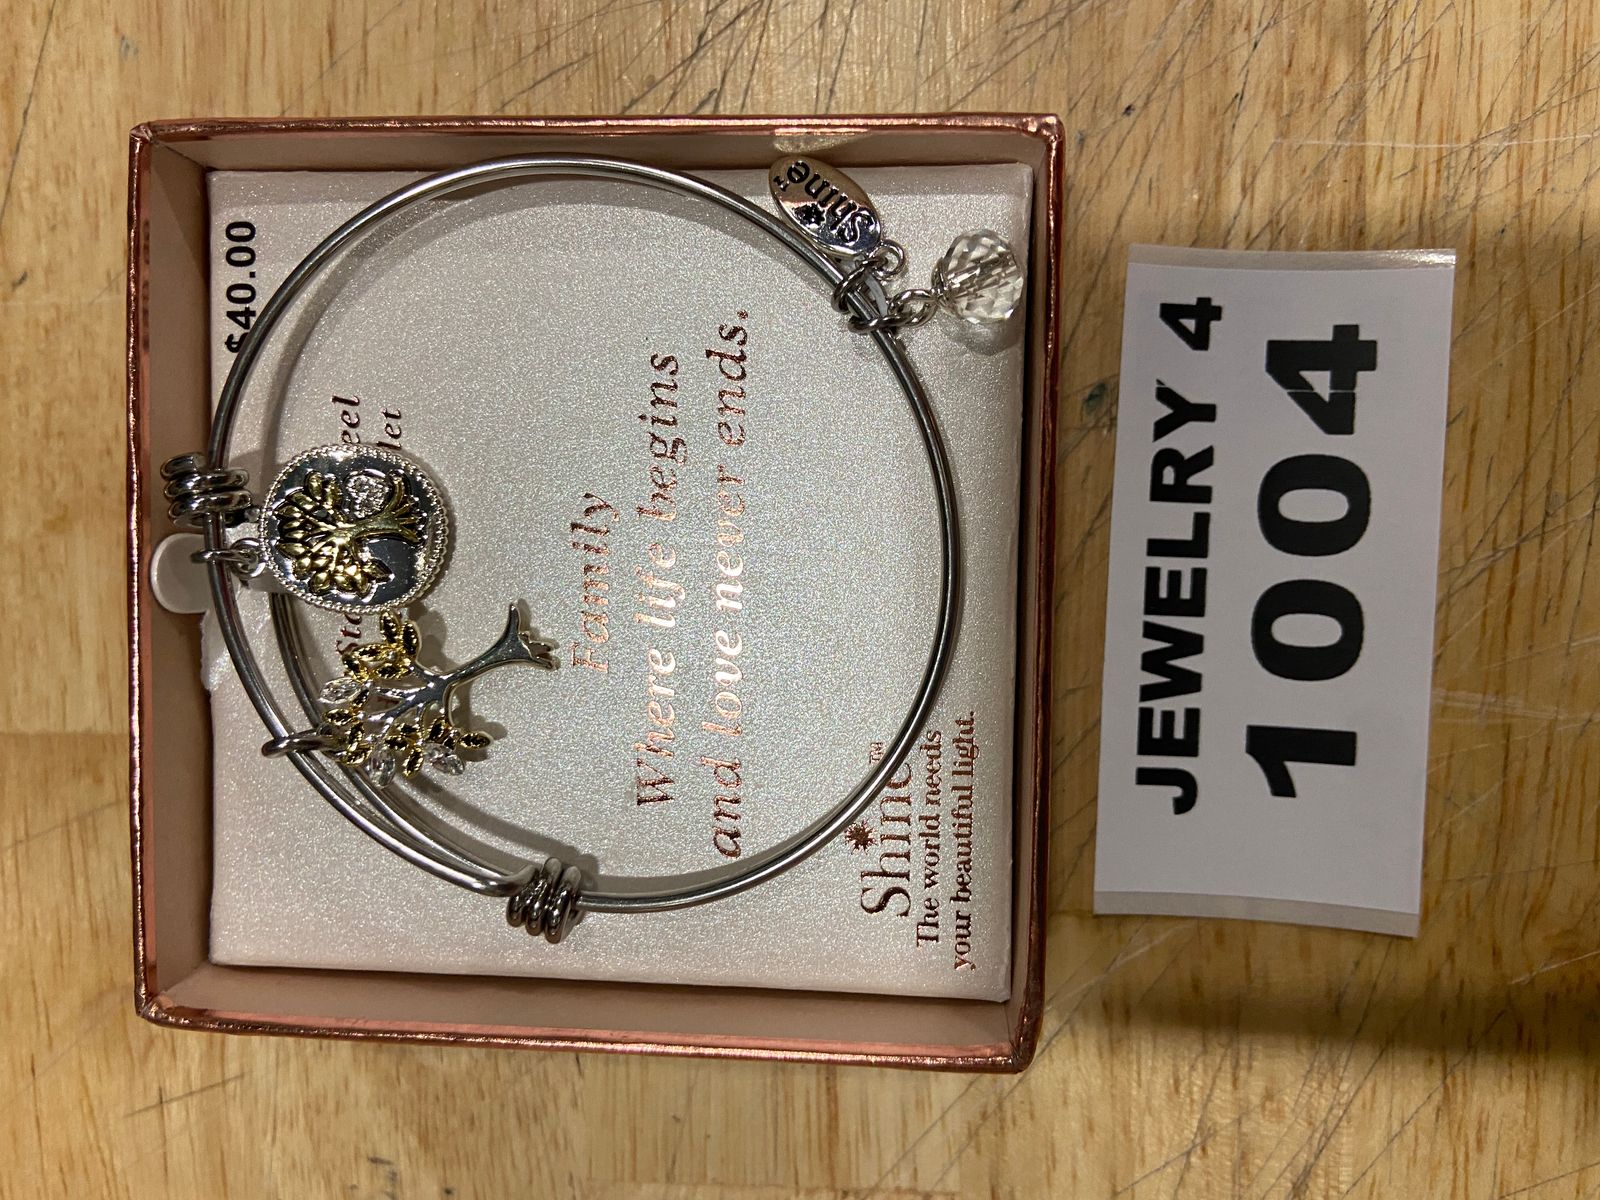 $40.00
Family
Where life begins
and love never ends.
Shine™
The world needs
your beautiful light.
Shine™
JEWELRY 4
1004